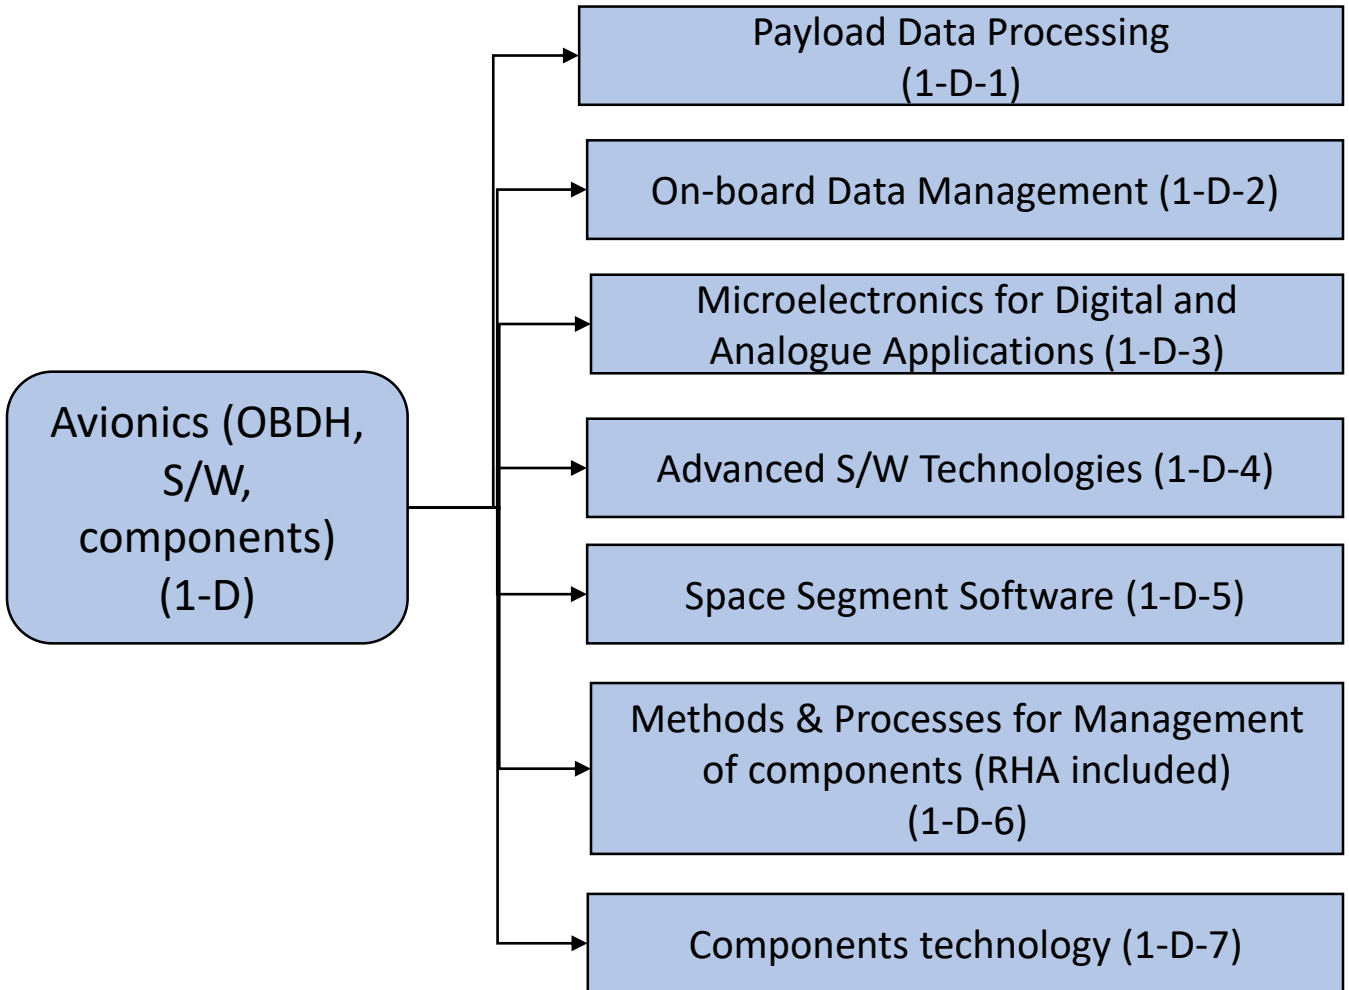 Payload Data Processing
(1-D-1)
On-board Data Management (1-D-2)
Microelectronics for Digital and
Analogue Applications (1-D-3)
Avionics (OBDH,
S/W,
components)
(1-D)
Advanced S/W Technologies (1-D-4)
Space Segment Software (1-D-5)
Methods & Processes for Management
of components (RHA included)
(1-D-6)
Components technology (1-D-7)